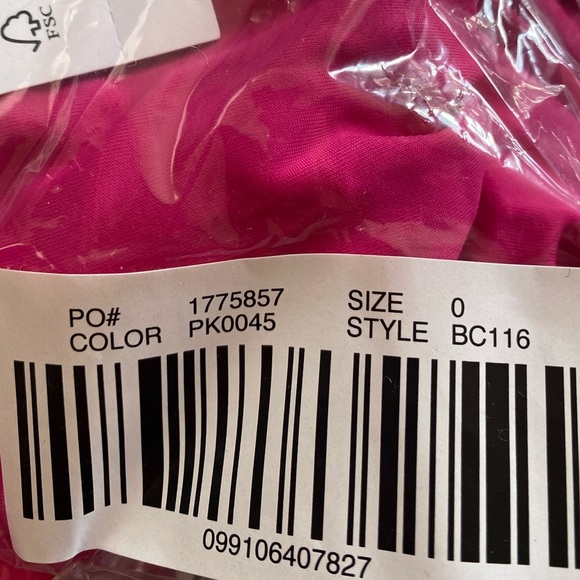 FSC
PO# 1775857 SIZE 0
COLOR PK0045 STYLE BC116
099106407827